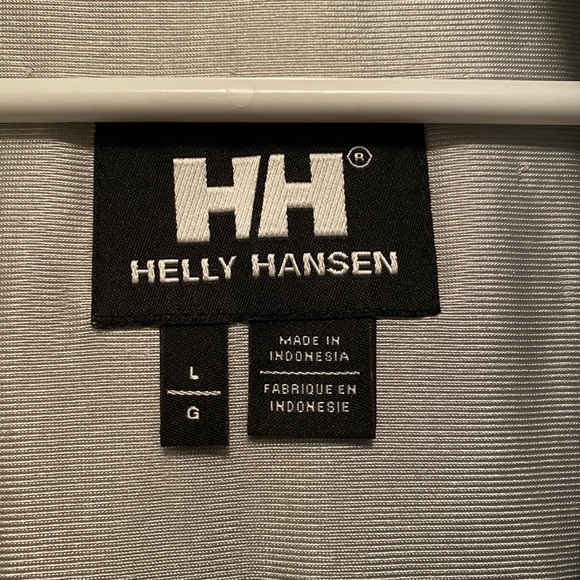 HH®
HELLY HANSEN
L
G
MADE IN
INDONESIA
FABRIQUE EN
INDONESIE